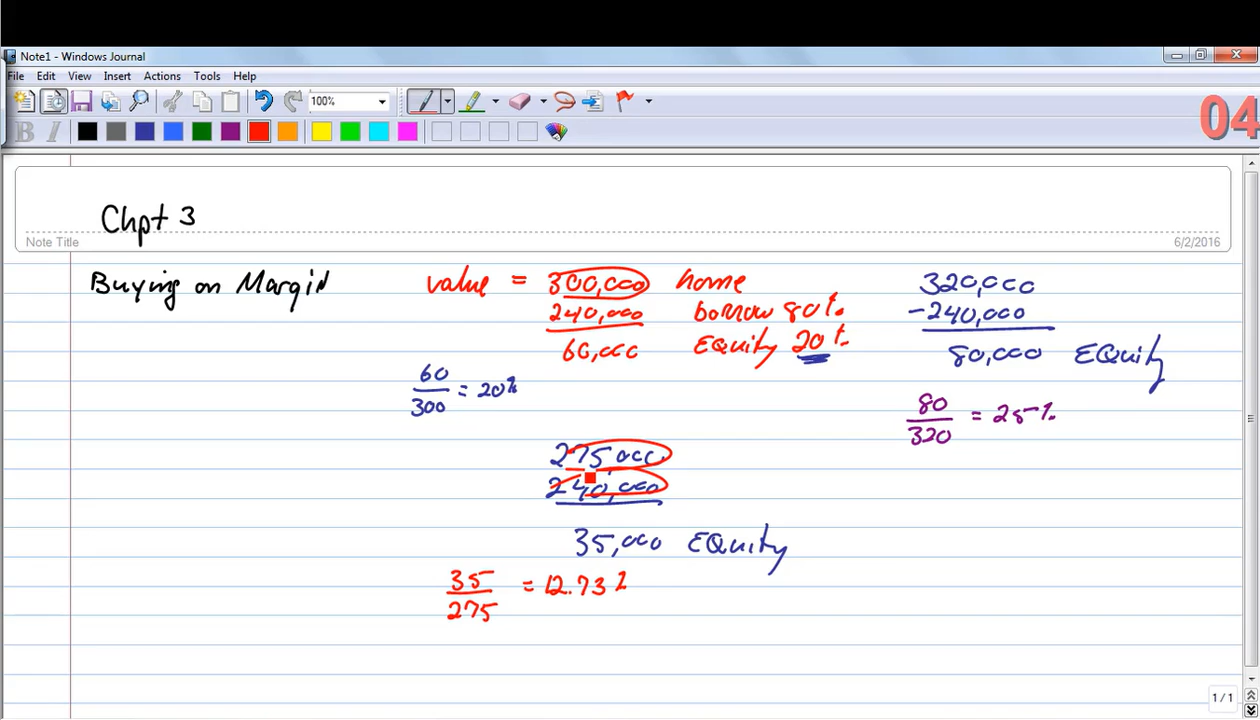 Note1 - Windows Journal
File Edit View Insert Actions Tools Help
100%
B I
04
Chpt 3
Note Title
6/2/2016
Buying on Margin
value = 300,000 home
240,000 borrow 80%
60,000 EQuity 20%
60/300 = 20%
320,000
-240,000
80,000 EQuity
80/320 = 25%
275,000
240,000
35,000 EQuity
35/275 = 12.73%
1 / 1